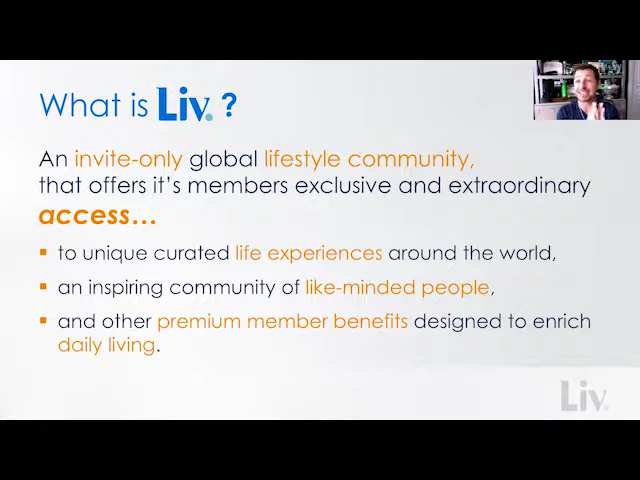 What is Liv. ?
An invite-only global lifestyle community,
that offers it's members exclusive and extraordinary
access...
▪ to unique curated life experiences around the world,
▪ an inspiring community of like-minded people,
▪ and other premium member benefits designed to enrich
daily living.
Liv.